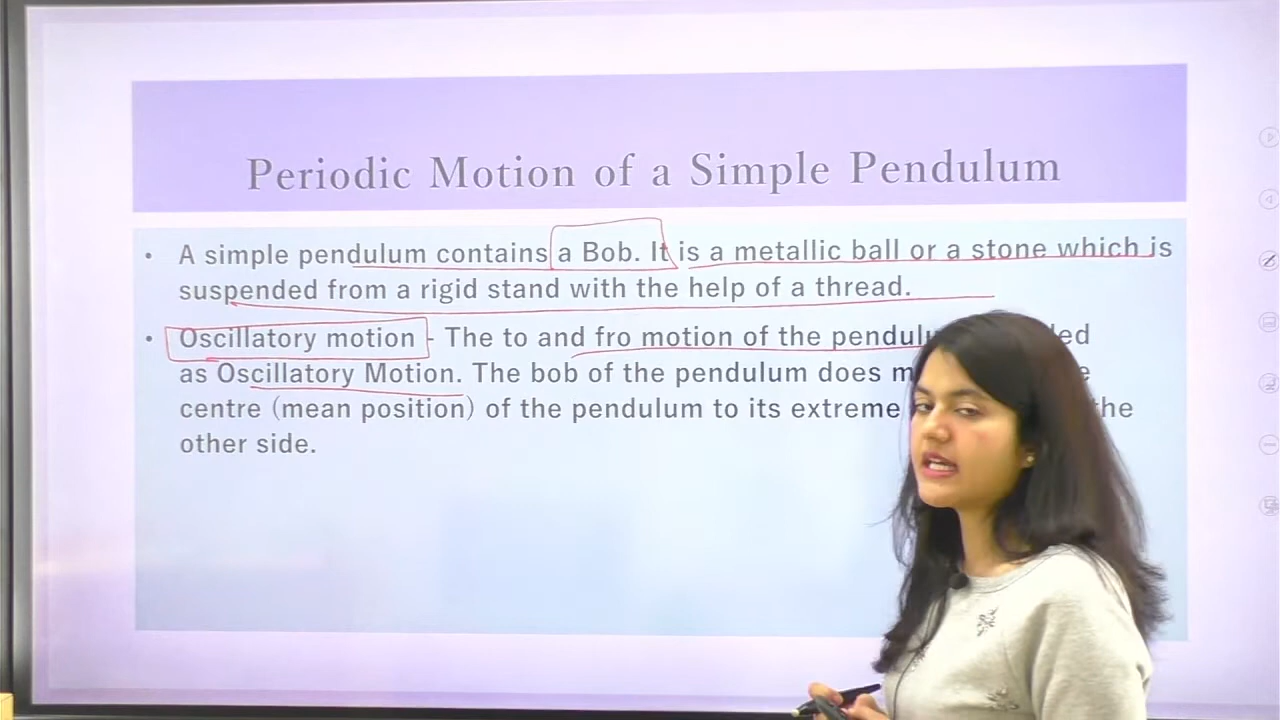 Periodic Motion of a Simple Pendulum
• A simple pendulum contains a Bob. It is a metallic ball or a stone which is
suspended from a rigid stand with the help of a thread.
• Oscillatory motion - The to and fro motion of the
as Oscillatory Motion. The bob of the pendulum does
centre (mean position) of the pendulum to its extreme the
other side.